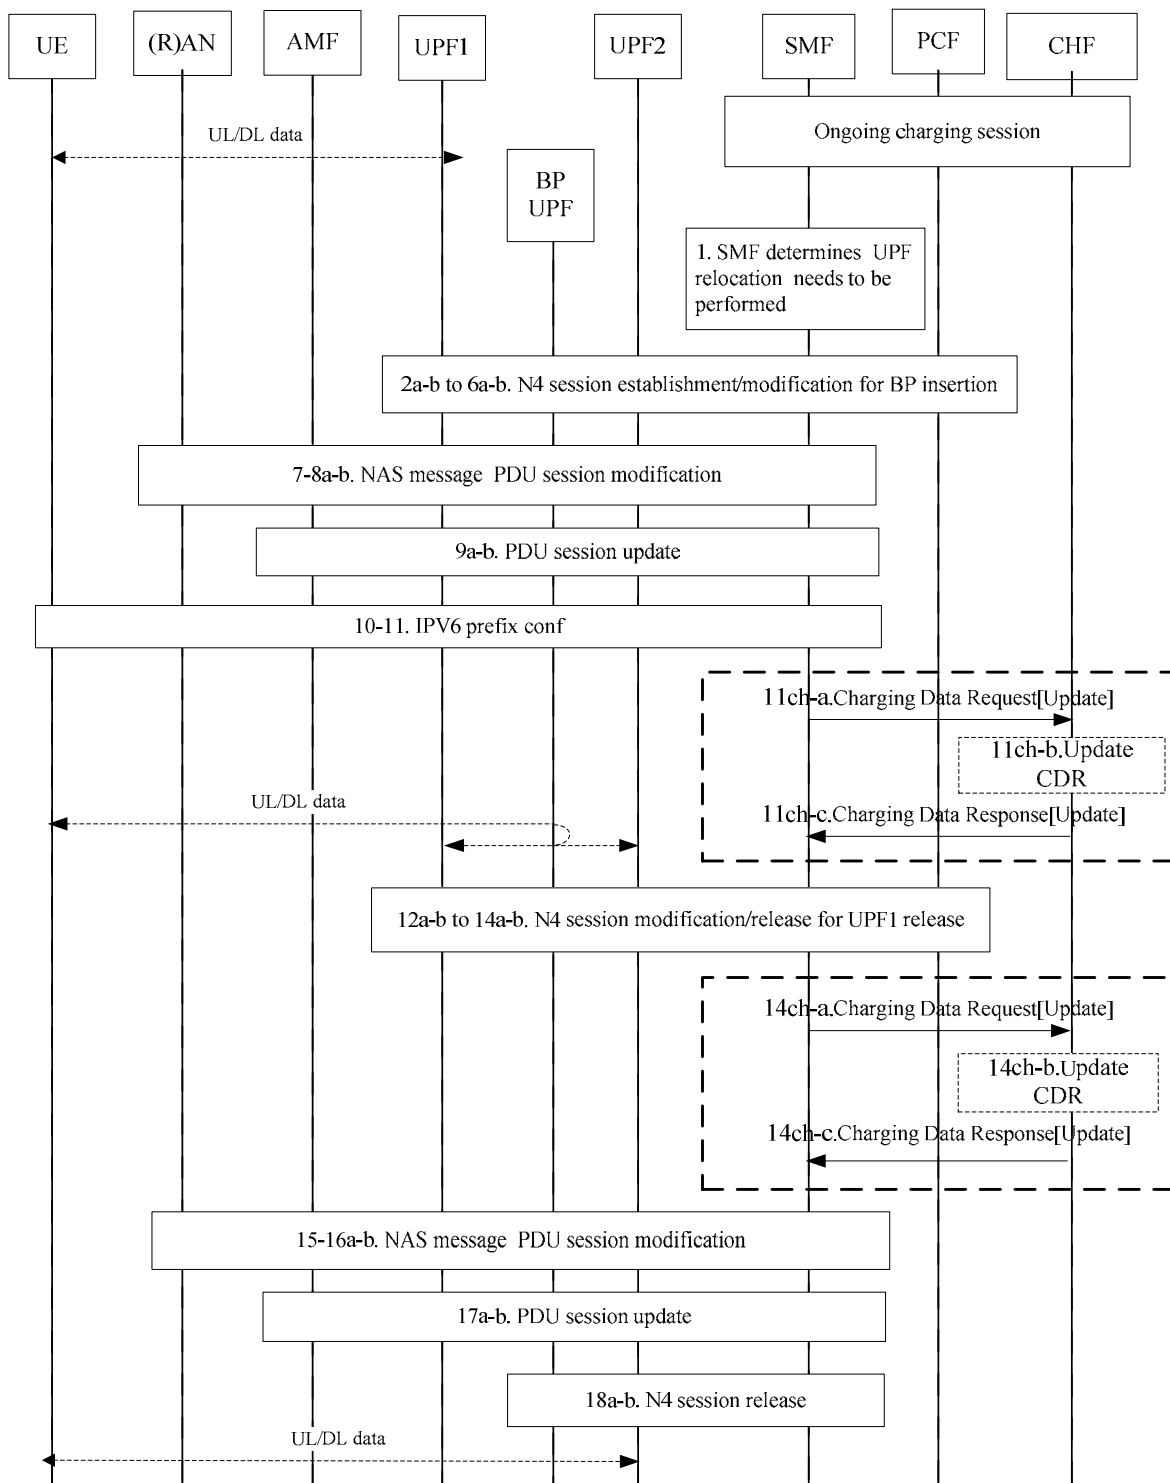 UE
(R)AN
AMF
UPF1
UPF2
SMF
PCF
CHF
Ongoing charging session
UL/DL data
BP
UPF
1. SMF determines UPF
relocation needs to be
performed
2a-b to 6a-b. N4 session establishment/modification for BP insertion
7-8a-b. NAS message PDU session modification
9a-b. PDU session update
10-11. IPV6 prefix conf
11ch-a.Charging Data Request[Update]
11ch-b.Update
CDR
UL/DL data
11ch-c.Charging Data Response[Update]
12a-b to 14a-b. N4 session modification/release for UPF1 release
14ch-a.Charging Data Request[Update]
14ch-b.Update
CDR
14ch-c.Charging Data Response[Update]
15-16a-b. NAS message PDU session modification
17a-b. PDU session update
18a-b. N4 session release
UL/DL data